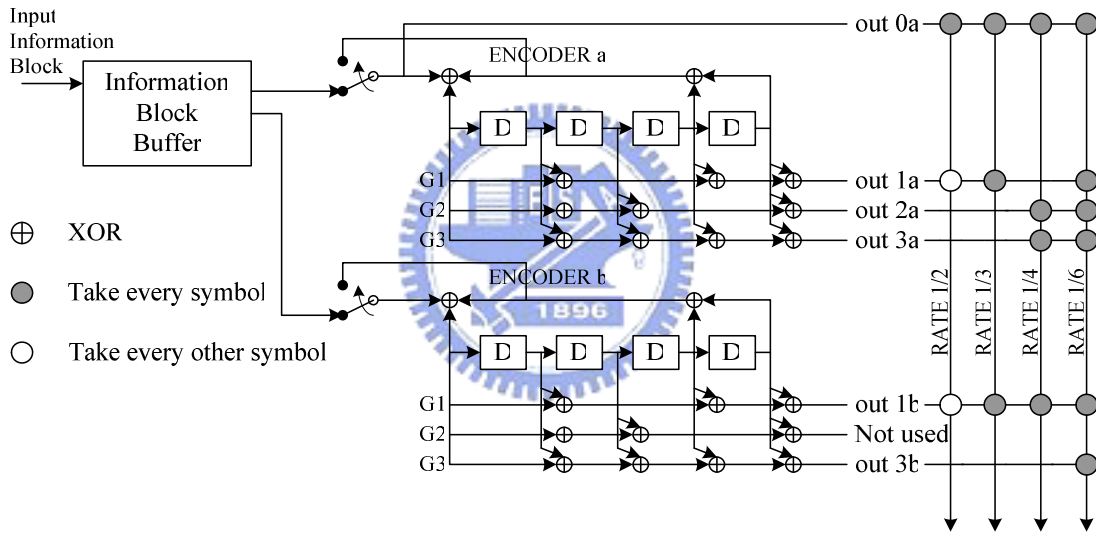 Input
Information
Block
Information
Block
Buffer
XOR
Take every symbol
Take every other symbol
ENCODER a
D D D D
G1
G2
G3
out 0a
out 1a
out 2a
out 3a
RATE 1/2
RATE 1/3
RATE 1/4
RATE 1/6
ENCODER b
1896
D D D D
G1
G2
G3
out 1b
Not used
out 3b